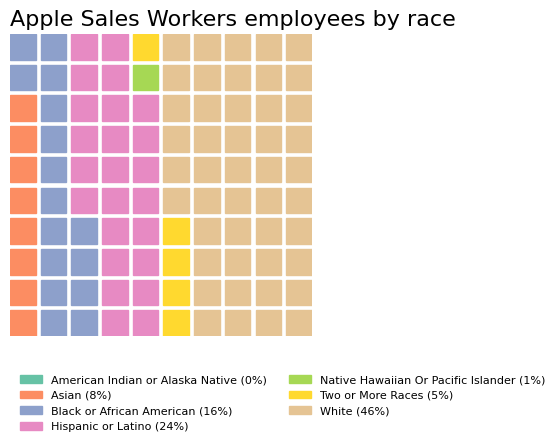 Apple Sales Workers employees by race
American Indian or Alaska Native (0%)
Asian (8%)
Black or African American (16%)
Hispanic or Latino (24%)
Native Hawaiian Or Pacific Islander (1%)
Two or More Races (5%)
White (46%)